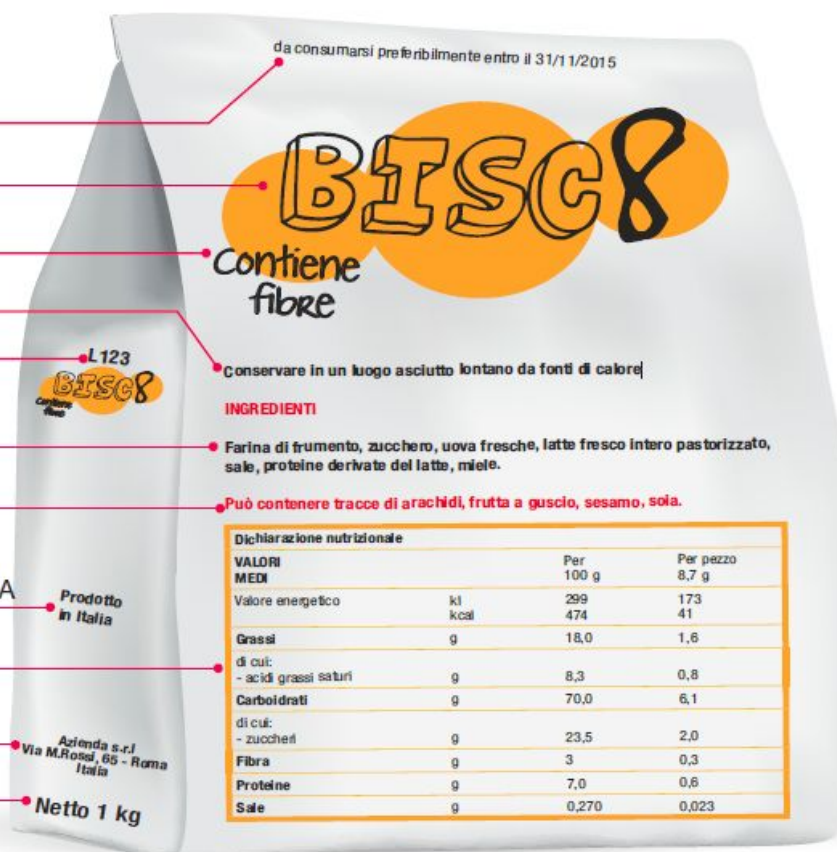 da consumarsi preferibilmente entro il 31/11/2015
BISC8
Contiene
fibre
L123
BISC8
Contiene
fibre
Conservare in un luogo asciutto lontano da fonti di calore
INGREDIENTI
Farina di frumento, zucchero, uova fresche, latte fresco intero pastorizzato,
sale, proteine derivate del latte, miele.
Può contenere tracce di arachidi, frutta a guscio, sesamo, soia.
Dichiarazione nutrizionale
VALORI Per Per pezzo
MEDI 100 g 8,7 g
Valore energetico kl 299 173
kcal 474 41
Grassi g 18,0 1,6
di cui:
- acidi grassi saturi g 8,3 0,8
Carboidrati g 70,0 6,1
di cui:
- zuccheri g 23,5 2,0
Fibra g 3 0,3
Proteine g 7,0 0,6
Sale g 0,270 0,023
A
Prodotto
in Italia
Azienda s.r.l
Via M.Rossi, 65 - Roma
Italia
Netto 1 kg